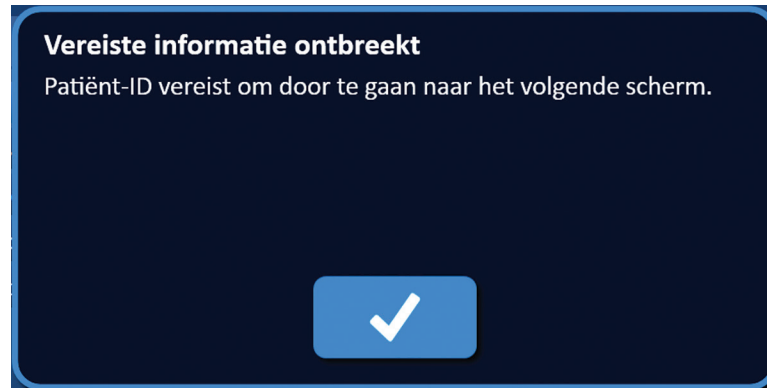 Vereiste informatie ontbreekt
Patiënt-ID vereist om door te gaan naar het volgende scherm.